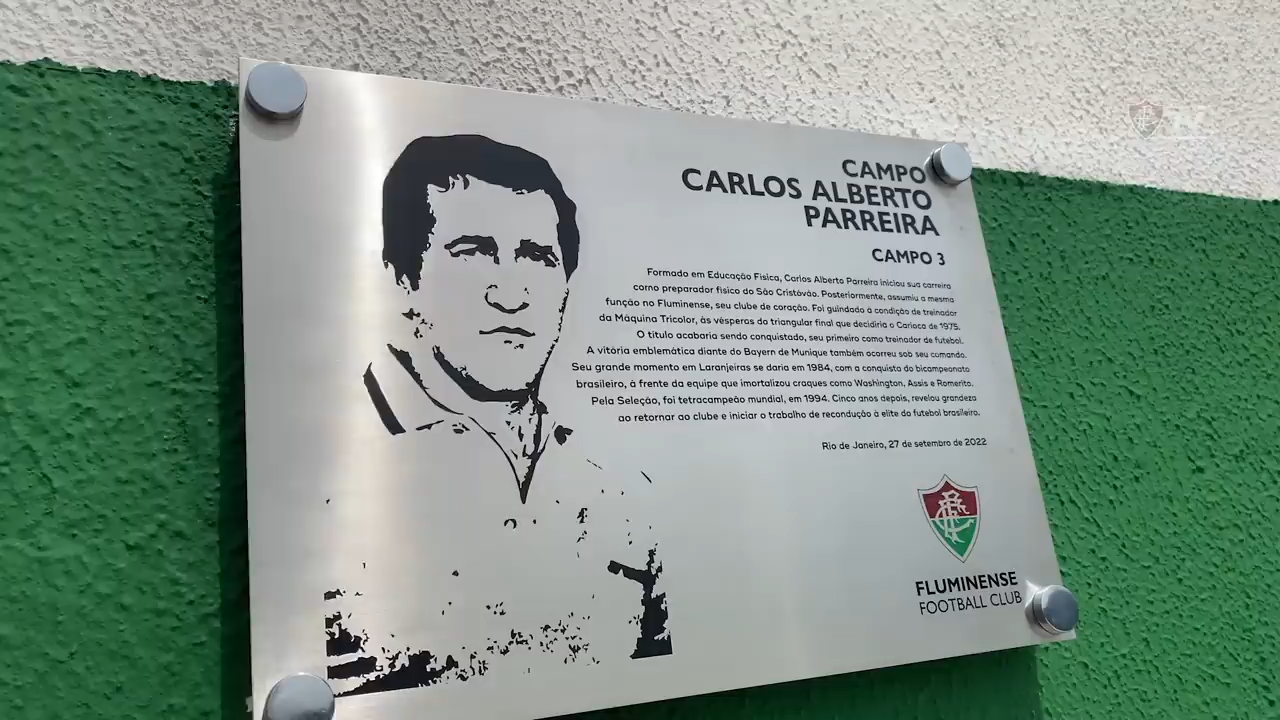 CAMPO
CARLOS ALBERTO
PARREIRA
CAMPO 3
Formado em Educação Física, Carlos Alberto Parreira iniciou sua carreira
como preparador físico do São Cristóvão. Posteriormente, assumiu a mesma
função no Fluminense, seu clube de coração. Foi guindado à condição de treinador
da Máquina Tricolor, às vésperas do triangular final que decidiria o Carioca de 1975.
O título acabaria sendo conquistado, seu primeiro como treinador de futebol.
A vitória emblemática diante do Bayern de Munique também ocorreu sob seu comando.
Seu grande momento em Laranjeiras se daria em 1984, com a conquista do bicampeonato
brasileiro, à frente da equipe que imortalizou craques como Washington, Assis e Romerito.
Pela Seleção, foi tetracampeão mundial, em 1994. Cinco anos depois, revelou grandeza
ao retornar ao clube e iniciar o trabalho de recondução à elite do futebol brasileiro.
Rio de Janeiro, 27 de setembro de 2022
FLUMINENSE
FOOTBALL CLUB